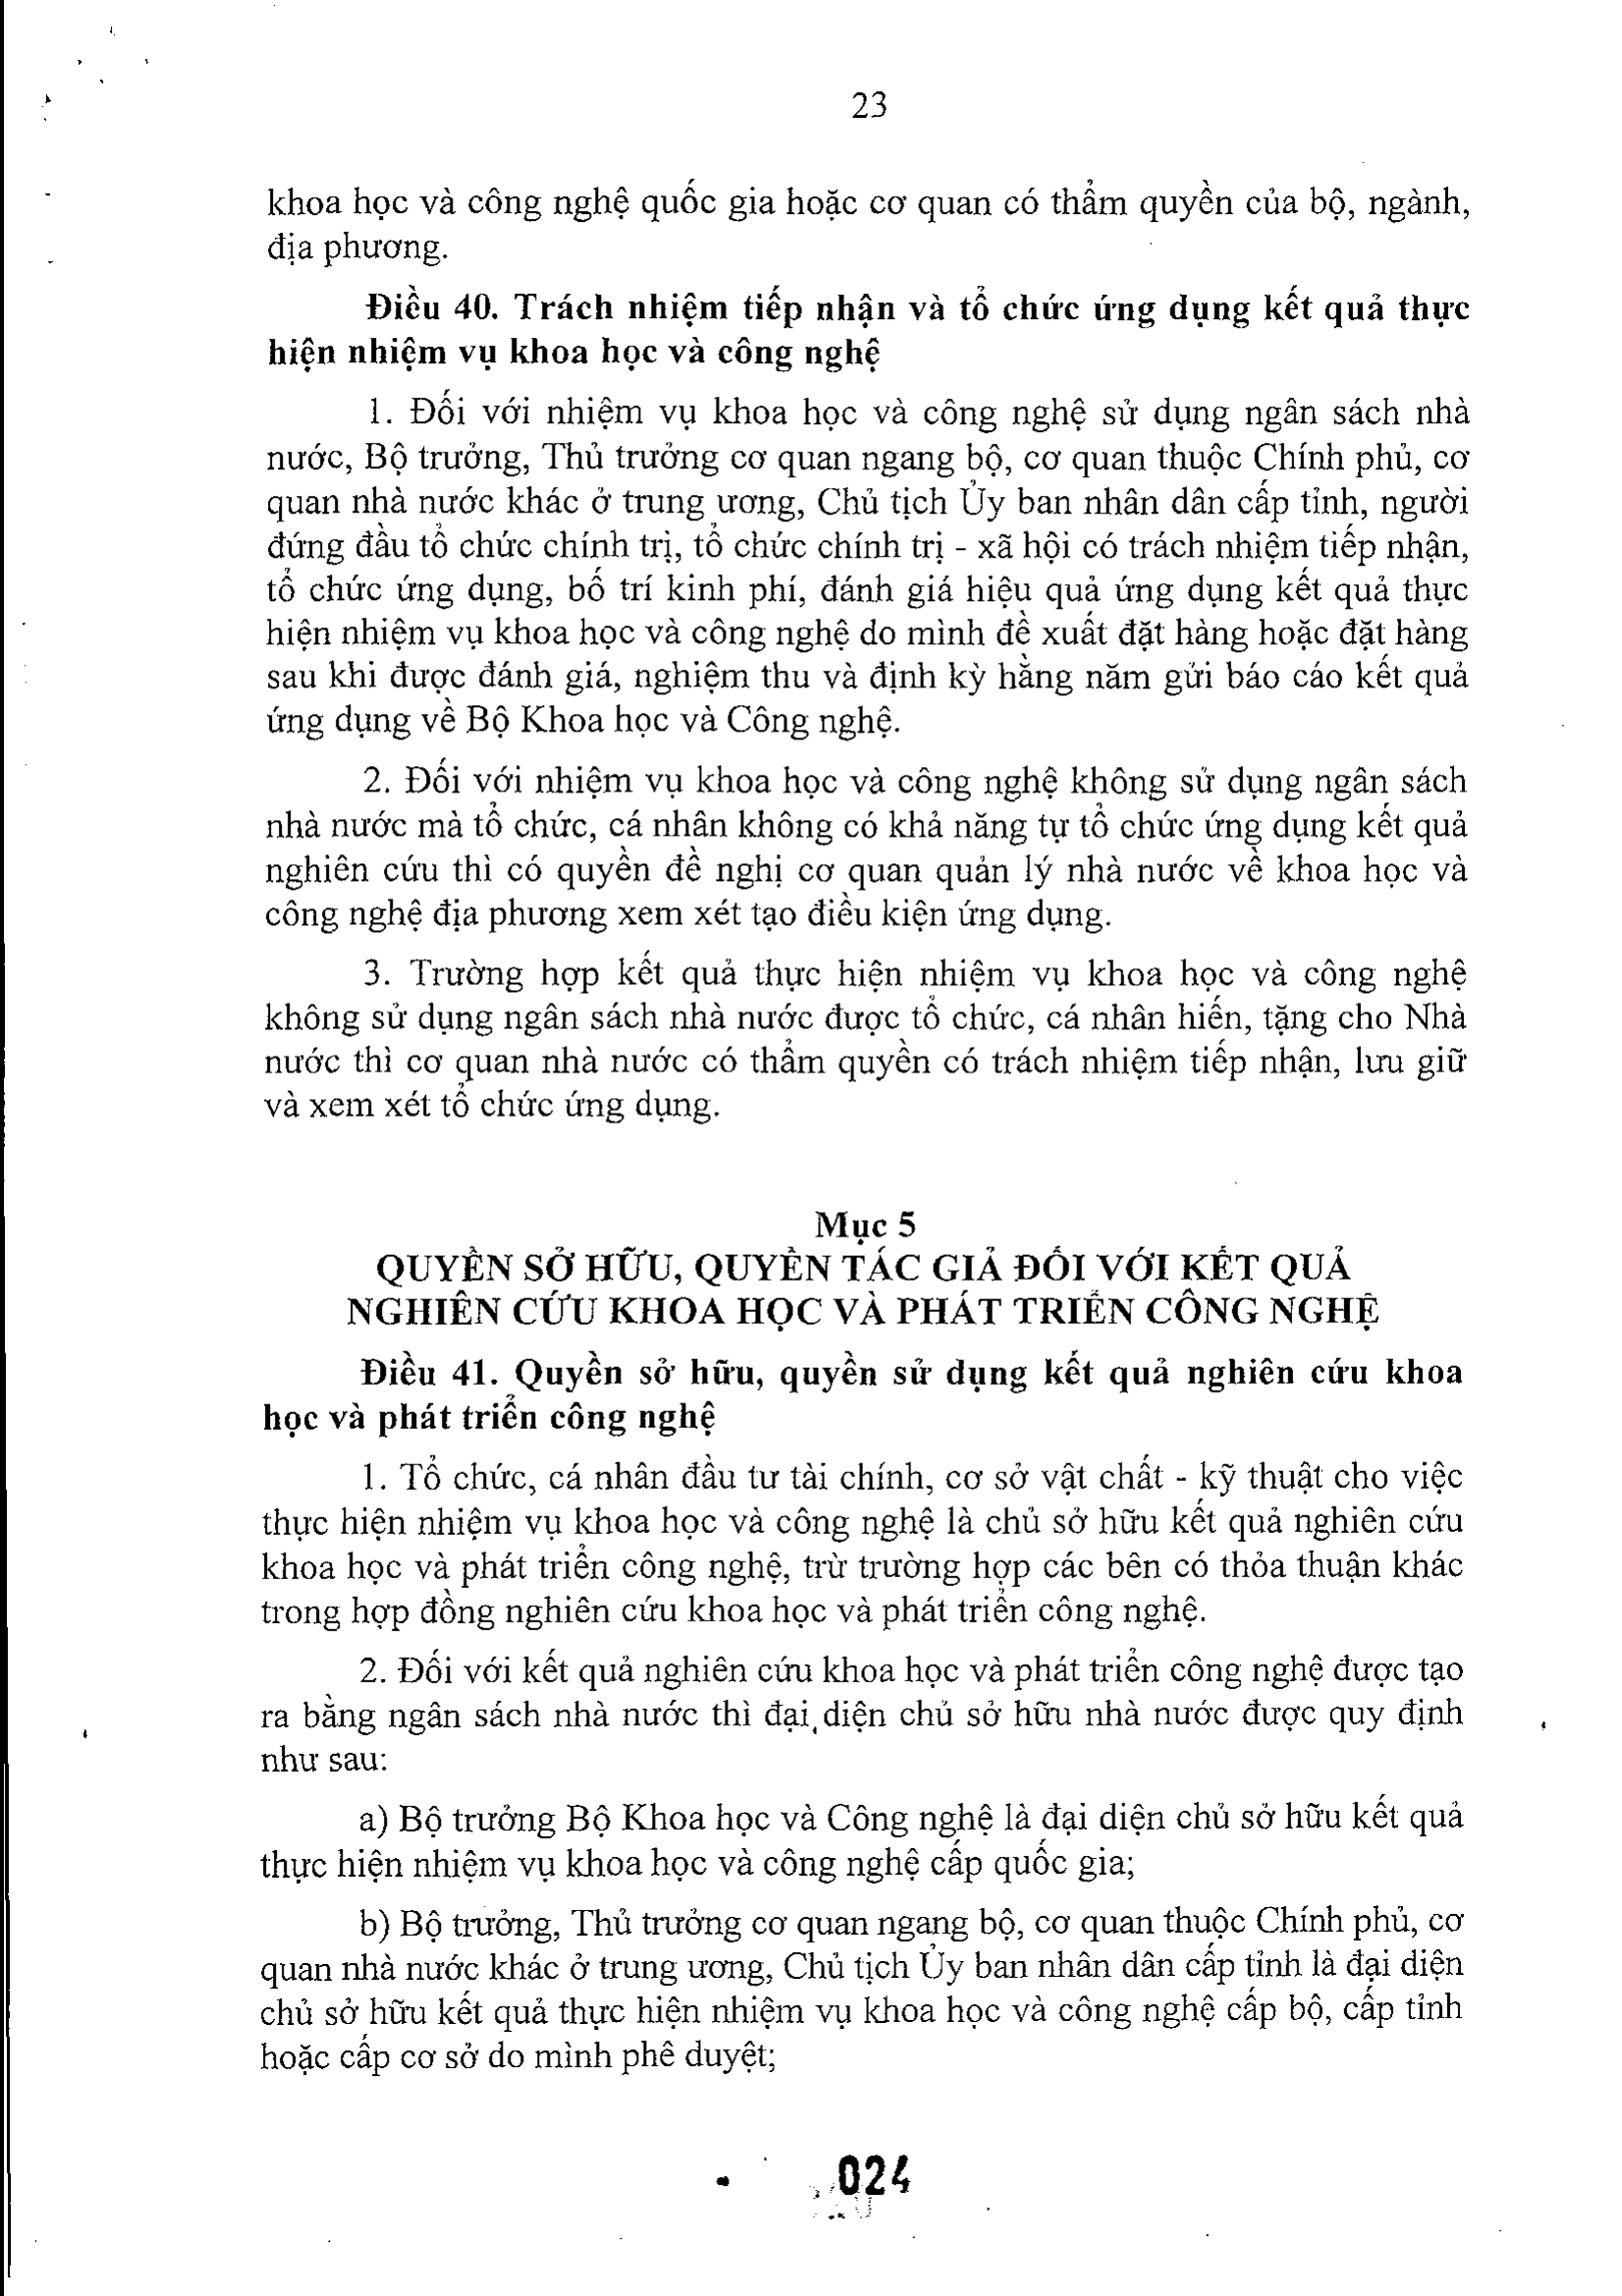 23
khoa học và công nghệ quốc gia hoặc cơ quan có thẩm quyền của bộ, ngành,
địa phương.
Điều 40. Trách nhiệm tiếp nhận và tổ chức ứng dụng kết quả thực
hiện nhiệm vụ khoa học và công nghệ
1. Đối với nhiệm vụ khoa học và công nghệ sử dụng ngân sách nhà
nước, Bộ trưởng, Thủ trưởng cơ quan ngang bộ, cơ quan thuộc Chính phủ, cơ
quan nhà nước khác ở trung ương, Chủ tịch Ủy ban nhân dân cấp tỉnh, người
đứng đầu tổ chức chính trị, tổ chức chính trị - xã hội có trách nhiệm tiếp nhận,
tổ chức ứng dụng, bố trí kinh phí, đánh giá hiệu quả ứng dụng kết quả thực
hiện nhiệm vụ khoa học và công nghệ do mình đề xuất đặt hàng hoặc đặt hàng
sau khi được đánh giá, nghiệm thu và định kỳ hằng năm gửi báo cáo kết quả
ứng dụng về Bộ Khoa học và Công nghệ.
2. Đối với nhiệm vụ khoa học và công nghệ không sử dụng ngân sách
nhà nước mà tổ chức, cá nhân không có khả năng tự tổ chức ứng dụng kết quả
nghiên cứu thì có quyền đề nghị cơ quan quản lý nhà nước về khoa học và
công nghệ địa phương xem xét tạo điều kiện ứng dụng.
3. Trường hợp kết quả thực hiện nhiệm vụ khoa học và công nghệ
không sử dụng ngân sách nhà nước được tổ chức, cá nhân hiến, tặng cho Nhà
nước thì cơ quan nhà nước có thẩm quyền có trách nhiệm tiếp nhận, lưu giữ
và xem xét tổ chức ứng dụng.
Mục 5
QUYỀN SỞ HỮU, QUYỀN TÁC GIẢ ĐỐI VỚI KẾT QUẢ
NGHIÊN CỨU KHOA HỌC VÀ PHÁT TRIỂN CÔNG NGHỆ
Điều 41. Quyền sở hữu, quyền sử dụng kết quả nghiên cứu khoa
học và phát triển công nghệ
1. Tổ chức, cá nhân đầu tư tài chính, cơ sở vật chất - kỹ thuật cho việc
thực hiện nhiệm vụ khoa học và công nghệ là chủ sở hữu kết quả nghiên cứu
khoa học và phát triển công nghệ, trừ trường hợp các bên có thỏa thuận khác
trong hợp đồng nghiên cứu khoa học và phát triển công nghệ.
2. Đối với kết quả nghiên cứu khoa học và phát triển công nghệ được tạo
ra bằng ngân sách nhà nước thì đại diện chủ sở hữu nhà nước được quy định
như sau:
a) Bộ trưởng Bộ Khoa học và Công nghệ là đại diện chủ sở hữu kết quả
thực hiện nhiệm vụ khoa học và công nghệ cấp quốc gia;
b) Bộ trưởng, Thủ trưởng cơ quan ngang bộ, cơ quan thuộc Chính phủ, cơ
quan nhà nước khác ở trung ương, Chủ tịch Ủy ban nhân dân cấp tỉnh là đại diện
chủ sở hữu kết quả thực hiện nhiệm vụ khoa học và công nghệ cấp bộ, cấp tỉnh
hoặc cấp cơ sở do mình phê duyệt;
024